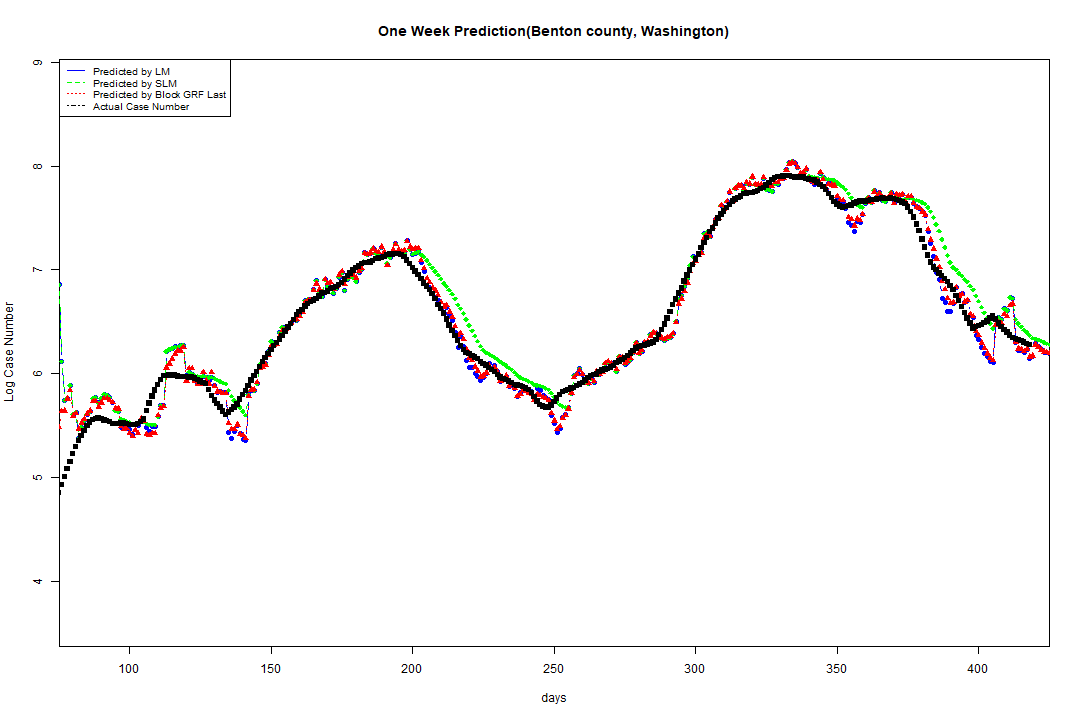 One Week Prediction(Benton county, Washington)
Predicted by LM
Predicted by SLM
Predicted by Block GRF Last
Actual Case Number
9
8
7
6
5
4
Log Case Number
100 150 200 250 300 350 400
days